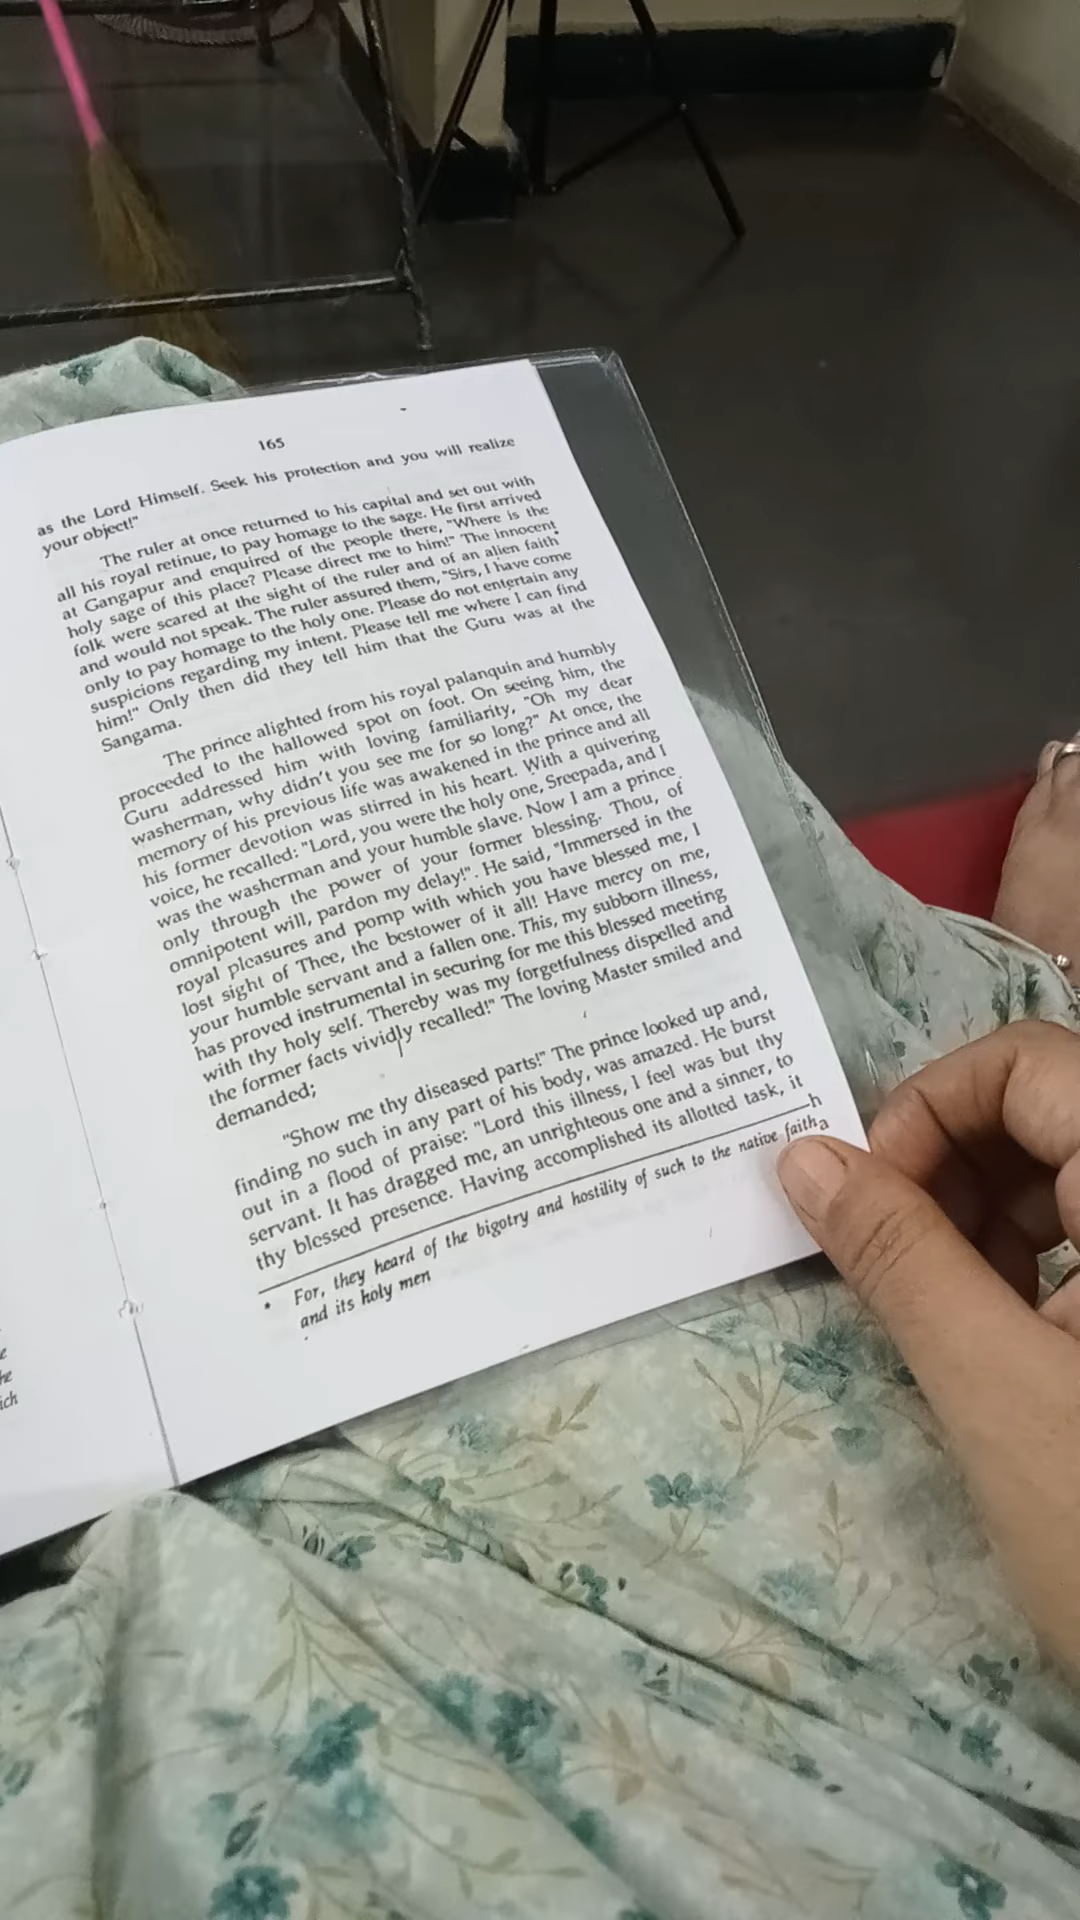 165
as the Lord Himself. Seek his protection and you will realize
your object!"
The ruler at once returned to his capital and set out with
all his royal retinue, to pay homage to the sage. He first arrived
at Gangapur and enquired of the people there, "Where is the
holy sage of this place? Please direct me to him!" The innocent
folk were scared at the sight of the ruler and of an alien faith*
and would not speak. The ruler assured them, "Sirs, I have come
only to pay homage to the holy one. Please do not entertain any
suspicions regarding my intent. Please tell me where I can find
him!" Only then did they tell him that the Guru was at the
Sangama.
The prince alighted from his royal palanquin and humbly
proceeded to the hallowed spot on foot. On seeing him, the
Guru addressed him with loving familiarity, "Oh my dear
washerman, why didn't you see me for so long?" At once, the
memory of his previous life was awakened in the prince and all
his former devotion was stirred in his heart. With a quivering
voice, he recalled: "Lord, you were the holy one, Sreepada, and I
was the washerman and your humble slave. Now I am a prince
only through the power of your former blessing. Thou, of
omnipotent will, pardon my delay!". He said, "Immersed in the
royal pleasures and pomp with which you have blessed me, I
lost sight of Thee, the bestower of it all! Have mercy on me,
your humble servant and a fallen one. This, my subborn illness,
has proved instrumental in securing for me this blessed meeting
with thy holy self. Thereby was my forgetfulness dispelled and
the former facts vividly recalled!" The loving Master smiled and
demanded;
"Show me thy diseased parts!" The prince looked up and,
finding no such in any part of his body, was amazed. He burst
out in a flood of praise: "Lord this illness, I feel was but thy
servant. It has dragged me, an unrighteous one and a sinner, to
thy blessed presence. Having accomplished its allotted task, it
h
* For, they heard of the bigotry and hostility of such to the native faitha
and its holy men
e
he
ich